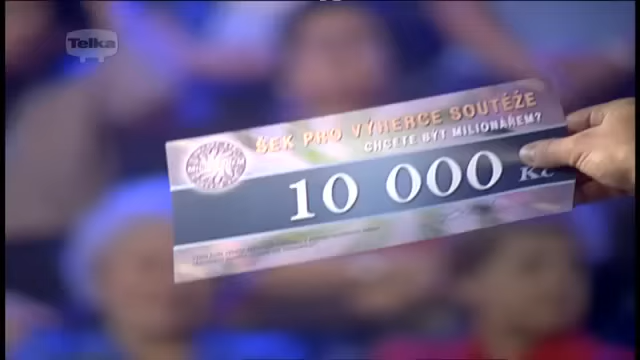 Telka
ŠEK PRO VÝHERCE SOUTĚŽE
CHCETE BÝT MILIONÁŘEM?
10 000 Kč